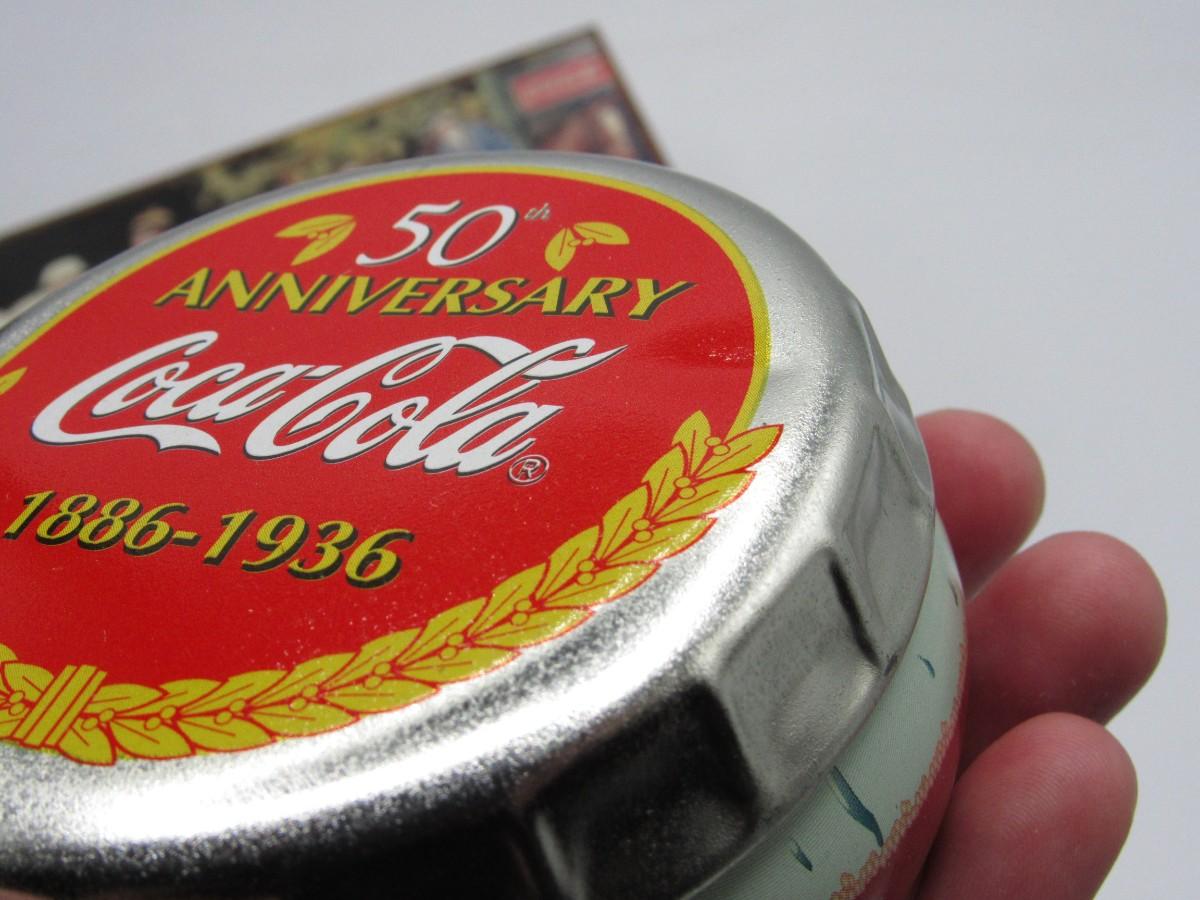 50th
ANNIVERSARY
Coca-Cola®
1886-1936